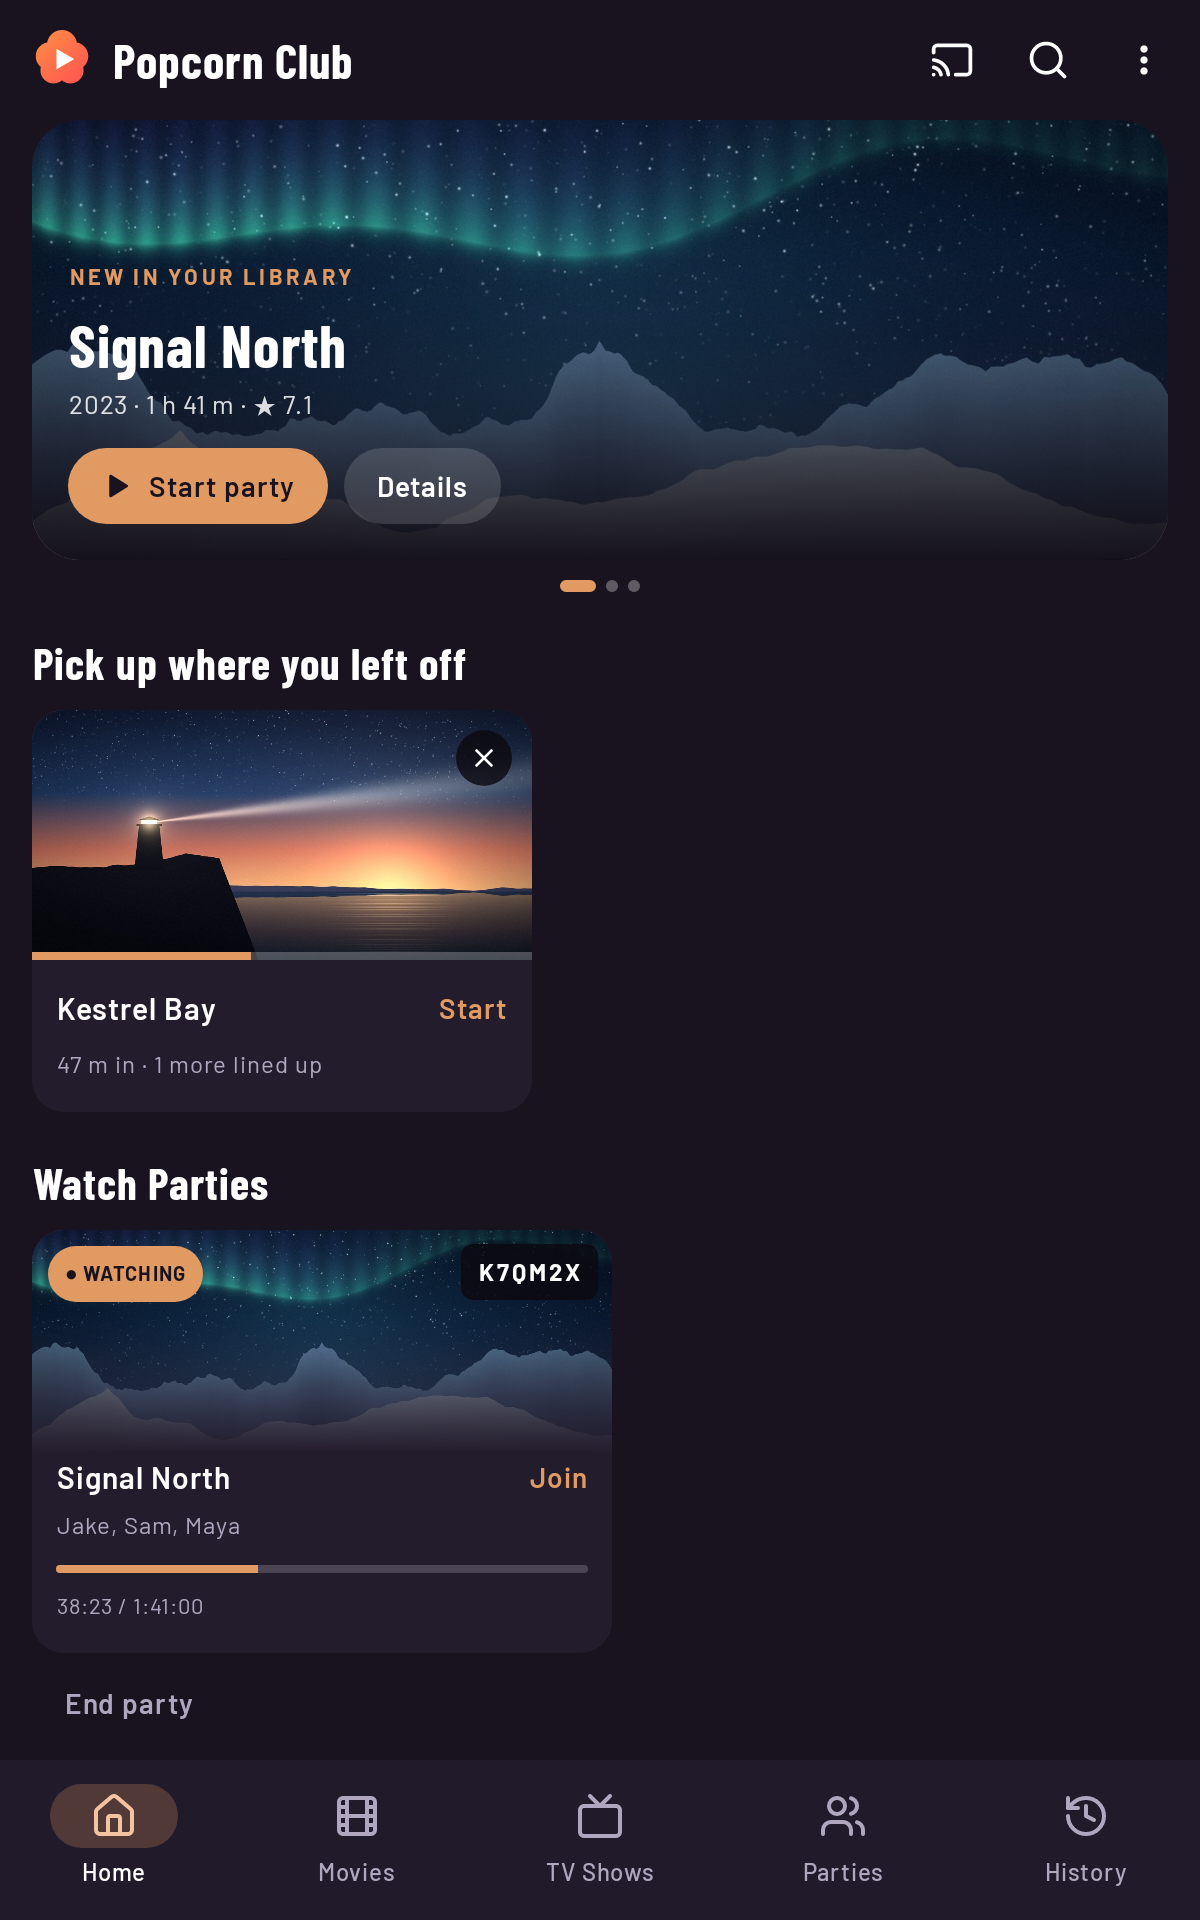 Popcorn Club
NEW IN YOUR LIBRARY
Signal North
2023 · 1 h 41 m · ★ 7.1
Start party
Details
Pick up where you left off
Kestrel Bay
Start
47 m in · 1 more lined up
Watch Parties
• WATCHING
K7QM2X
Signal North
Join
Jake, Sam, Maya
38:23 / 1:41:00
End party
Home
Movies
TV Shows
Parties
History